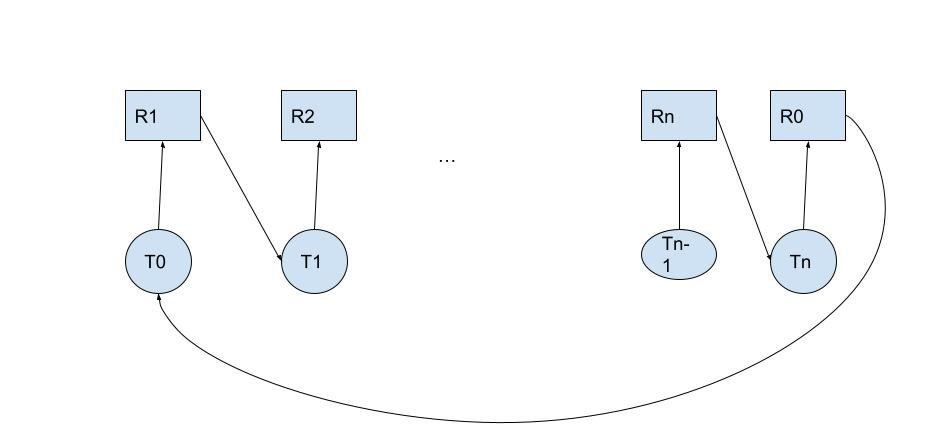 R1
R2
...
Rn
R0
T0
T1
Tn-
1
Tn